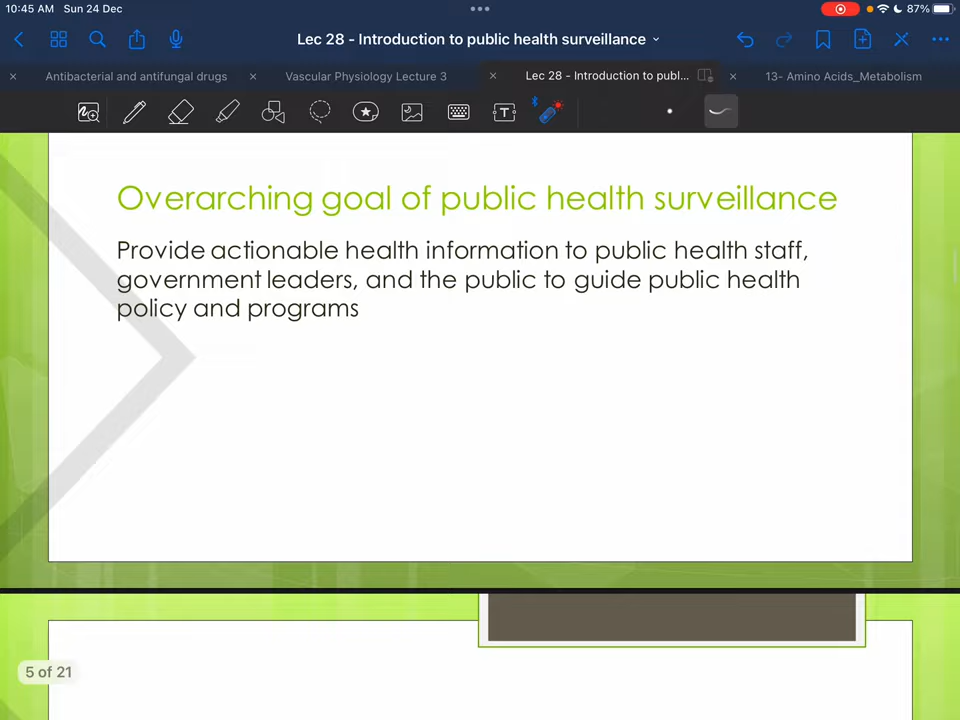 10:45 AM Sun 24 Dec
87%
Lec 28 - Introduction to public health surveillance
Antibacterial and antifungal drugs
Vascular Physiology Lecture 3
Lec 28 - Introduction to publ...
13- Amino Acids_Metabolism
Overarching goal of public health surveillance
Provide actionable health information to public health staff,
government leaders, and the public to guide public health
policy and programs
5 of 21